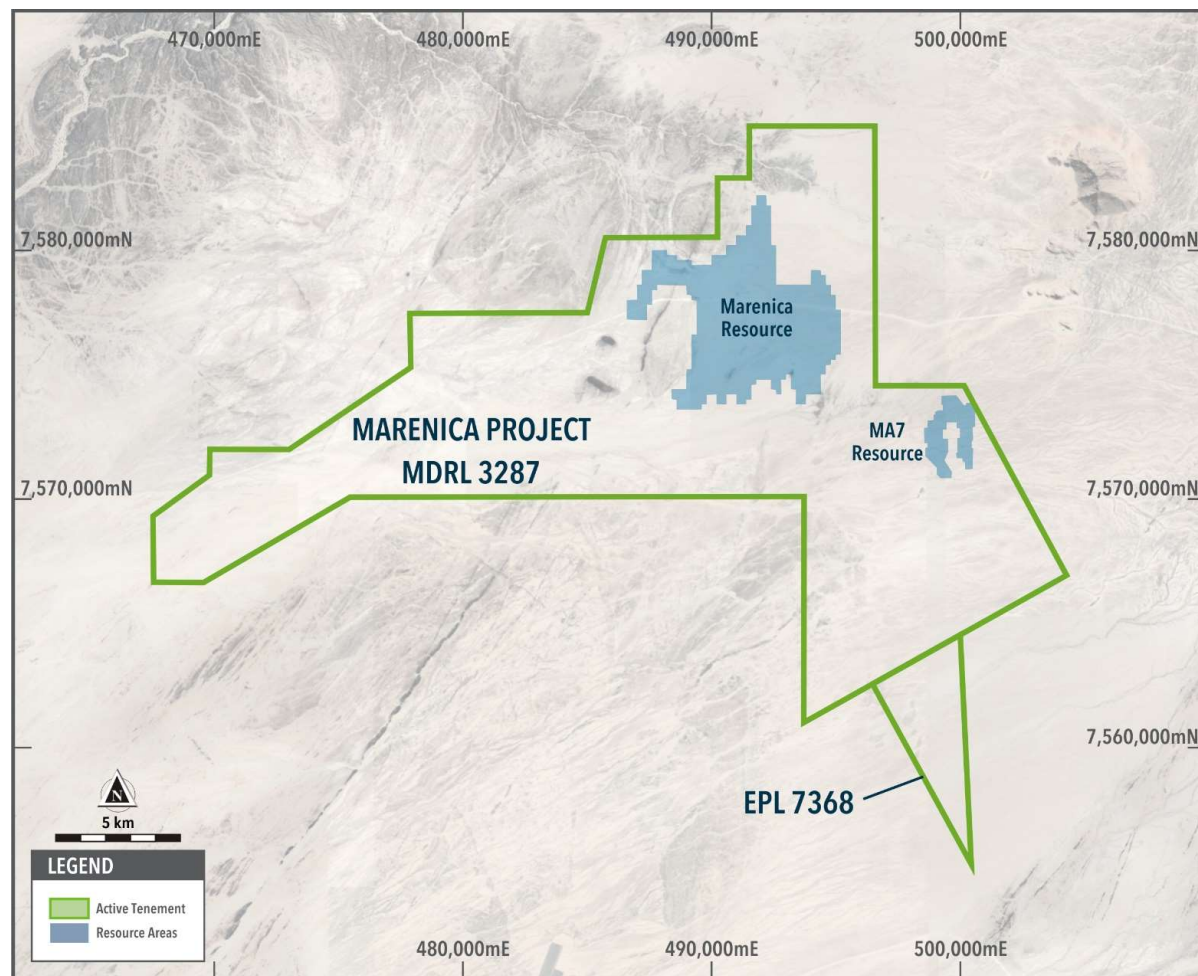 470,000mE
480,000mE
490,000mE
500,000mE
7,580,000mN
7,580,000mN
Marenica
Resource
MARENICA PROJECT
MDRL 3287
MA7
Resource
7,570,000mN
7,570,000mN
7,560,000mN
EPL 7368
N
5 km
LEGEND
Active Tenement
Resource Areas
480,000mE
490,000mE
500,000mE